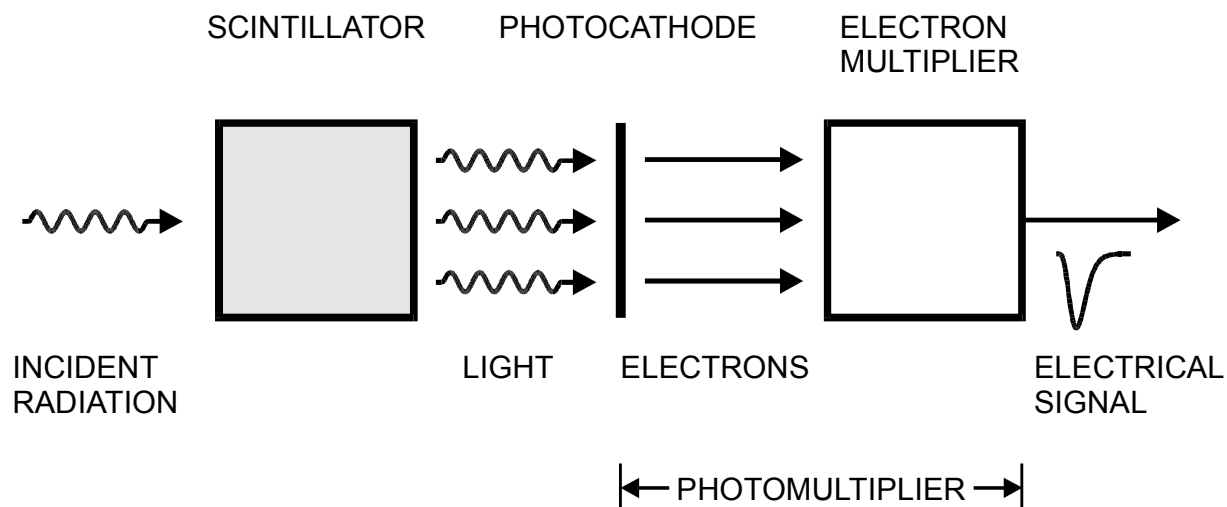 SCINTILLATOR
PHOTOCATHODE
ELECTRON
MULTIPLIER
INCIDENT
RADIATION
LIGHT
ELECTRONS
ELECTRICAL
SIGNAL
PHOTOMULTIPLIER